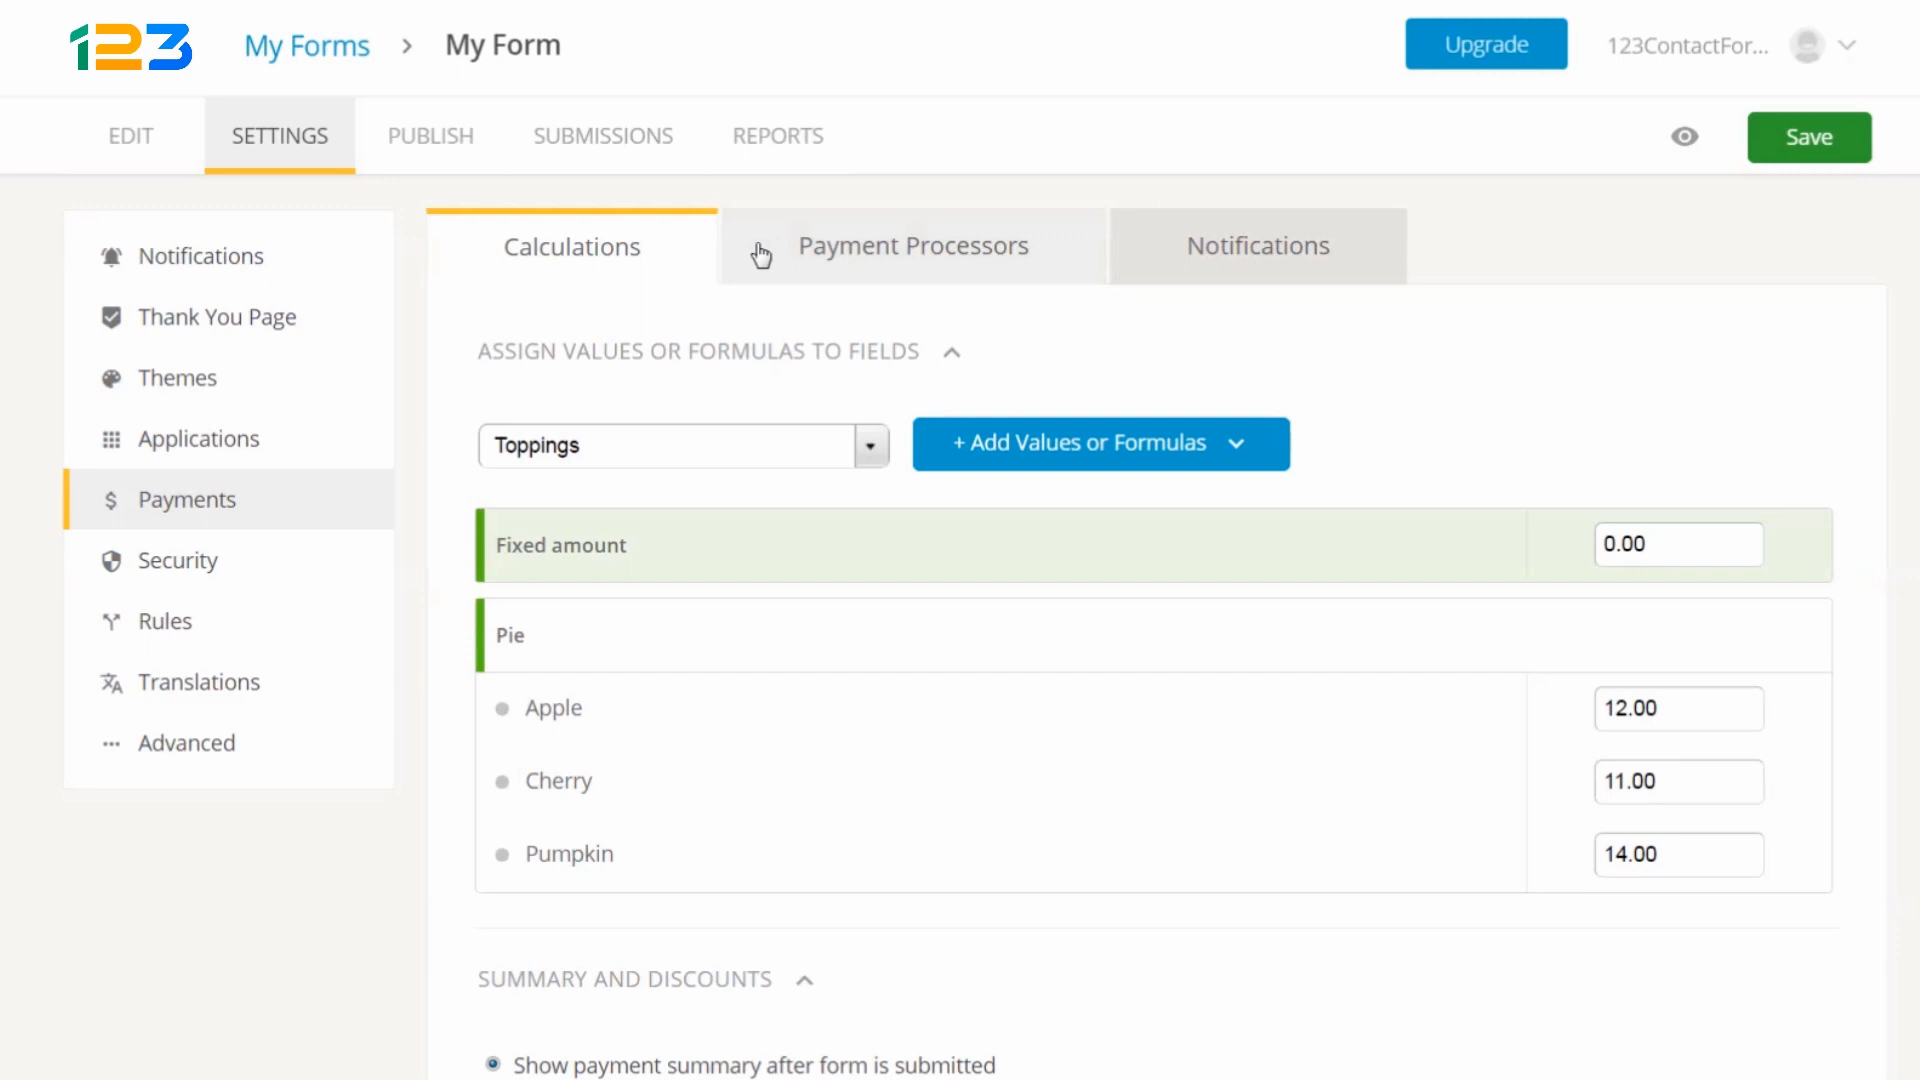 123 My Forms > My Form Upgrade 123ContactFor...
EDIT SETTINGS PUBLISH SUBMISSIONS REPORTS Save
Notifications
Thank You Page
Themes
Applications
$ Payments
Security
Rules
Translations
Advanced
Calculations Payment Processors Notifications
ASSIGN VALUES OR FORMULAS TO FIELDS
Toppings + Add Values or Formulas
Fixed amount 0.00
Pie
Apple 12.00
Cherry 11.00
Pumpkin 14.00
SUMMARY AND DISCOUNTS
Show payment summary after form is submitted